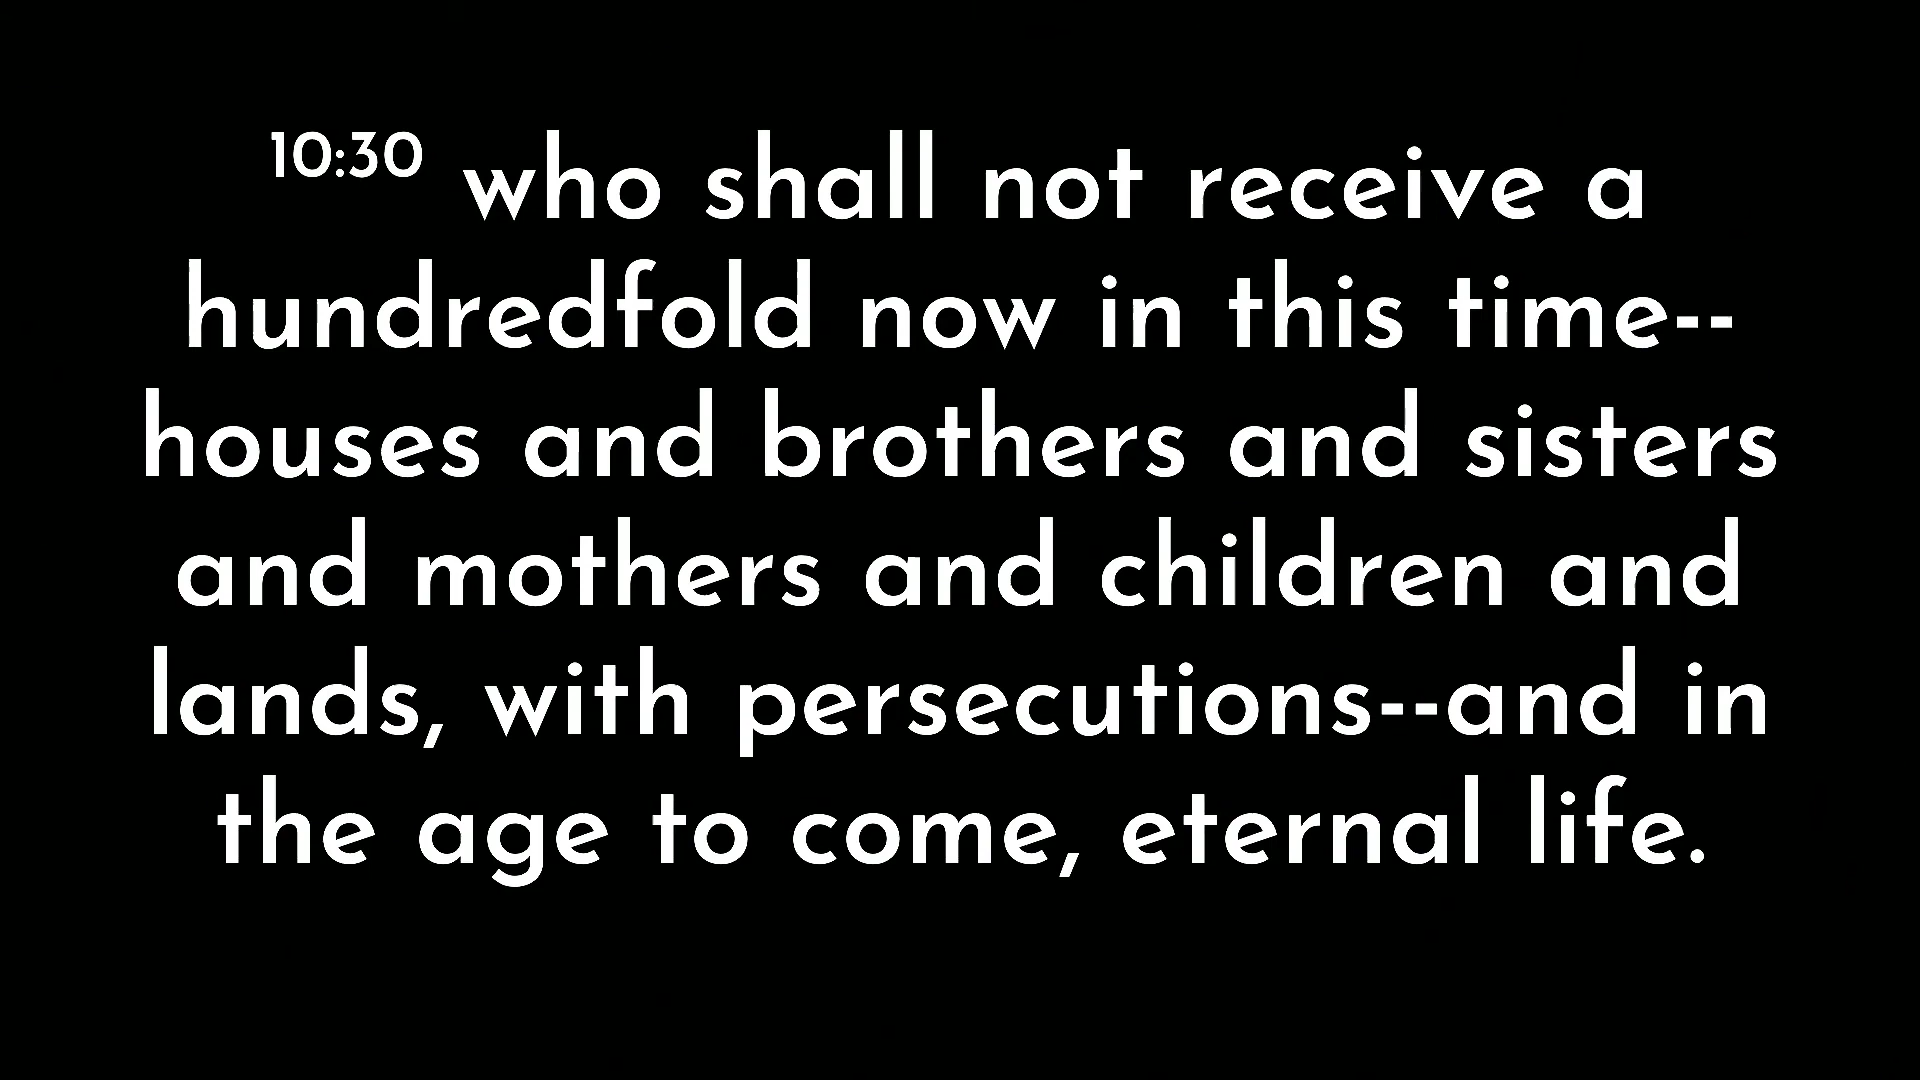 10:30 who shall not receive a
hundredfold now in this time--
houses and brothers and sisters
and mothers and children and
lands, with persecutions--and in
the age to come, eternal life.